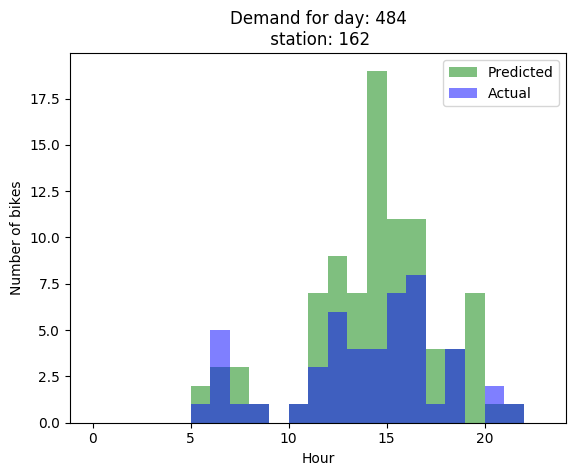 Demand for day: 484
station: 162
Predicted
Actual
Number of bikes
17.5
15.0
12.5
10.0
7.5
5.0
2.5
0.0
0
5
10
15
20
Hour